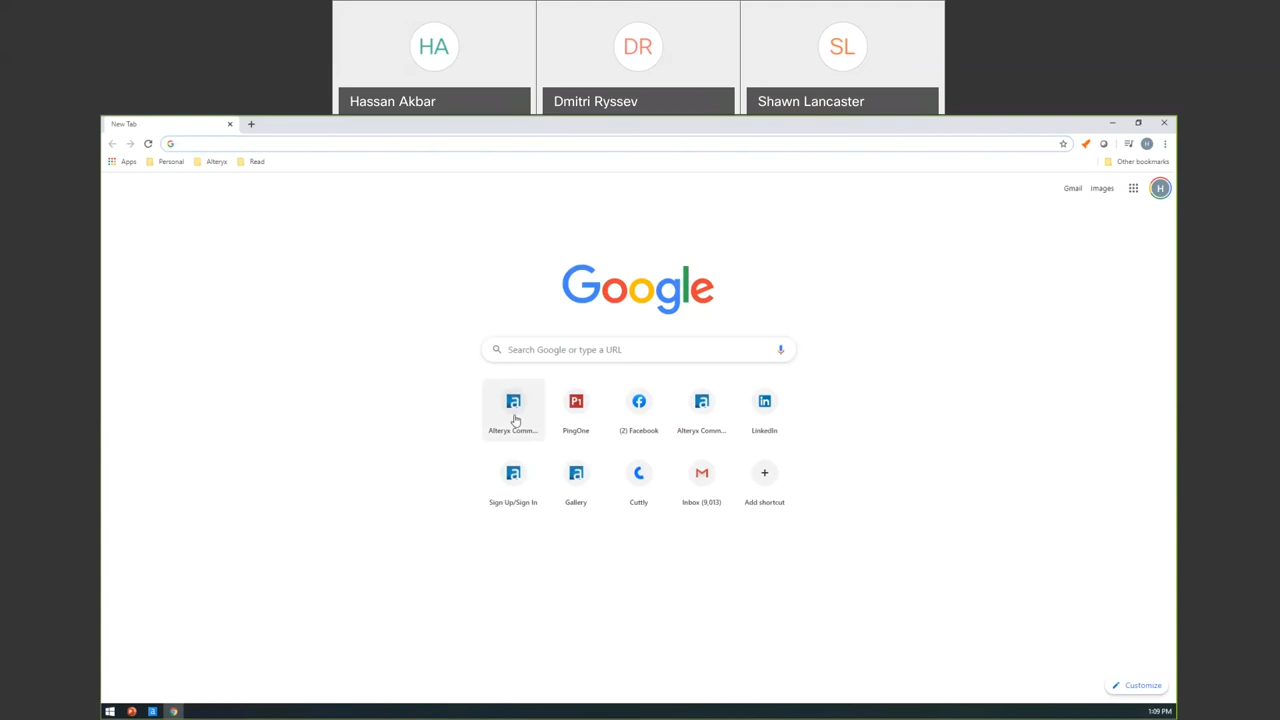 HA
DR
SL
Hassan Akbar
Dmitri Ryssev
Shawn Lancaster
New Tab
H
Apps
Personal
Alteryx
Read
Other bookmarks
Gmail
Images
H
Google
Search Google or type a URL
a
P1
a
in
Alteryx Comm...
PingOne
(2) Facebook
Alteryx Comm...
LinkedIn
a
a
Sign Up/Sign In
Gallery
Cuttly
Inbox (9,013)
Add shortcut
Customize
1:09 PM